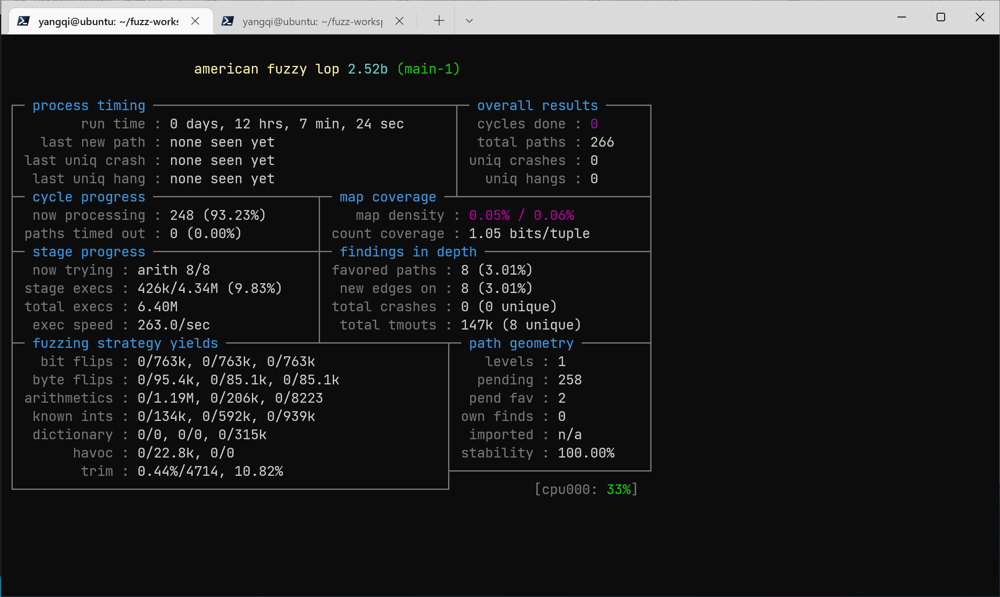 yangqi@ubuntu: ~/fuzz-works
yangqi@ubuntu: ~/fuzz-worksp
american fuzzy lop 2.52b (main-1)
process timing
run time : 0 days, 12 hrs, 7 min, 24 sec
last new path : none seen yet
last uniq crash : none seen yet
last uniq hang : none seen yet
overall results
cycles done : 0
total paths : 266
uniq crashes : 0
uniq hangs : 0
cycle progress
now processing : 248 (93.23%)
paths timed out : 0 (0.00%)
map coverage
map density : 0.05% / 0.06%
count coverage : 1.05 bits/tuple
stage progress
now trying : arith 8/8
stage execs : 426k/4.34M (9.83%)
total execs : 6.40M
exec speed : 263.0/sec
findings in depth
favored paths : 8 (3.01%)
new edges on : 8 (3.01%)
total crashes : 0 (0 unique)
total tmouts : 147k (8 unique)
fuzzing strategy yields
bit flips : 0/763k, 0/763k, 0/763k
byte flips : 0/95.4k, 0/85.1k, 0/85.1k
arithmetics : 0/1.19M, 0/206k, 0/8223
known ints : 0/134k, 0/592k, 0/939k
dictionary : 0/0, 0/0, 0/315k
havoc : 0/22.8k, 0/0
trim : 0.44%/4714, 10.82%
path geometry
levels : 1
pending : 258
pend fav : 2
own finds : 0
imported : n/a
stability : 100.00%
[cpu000: 33%]